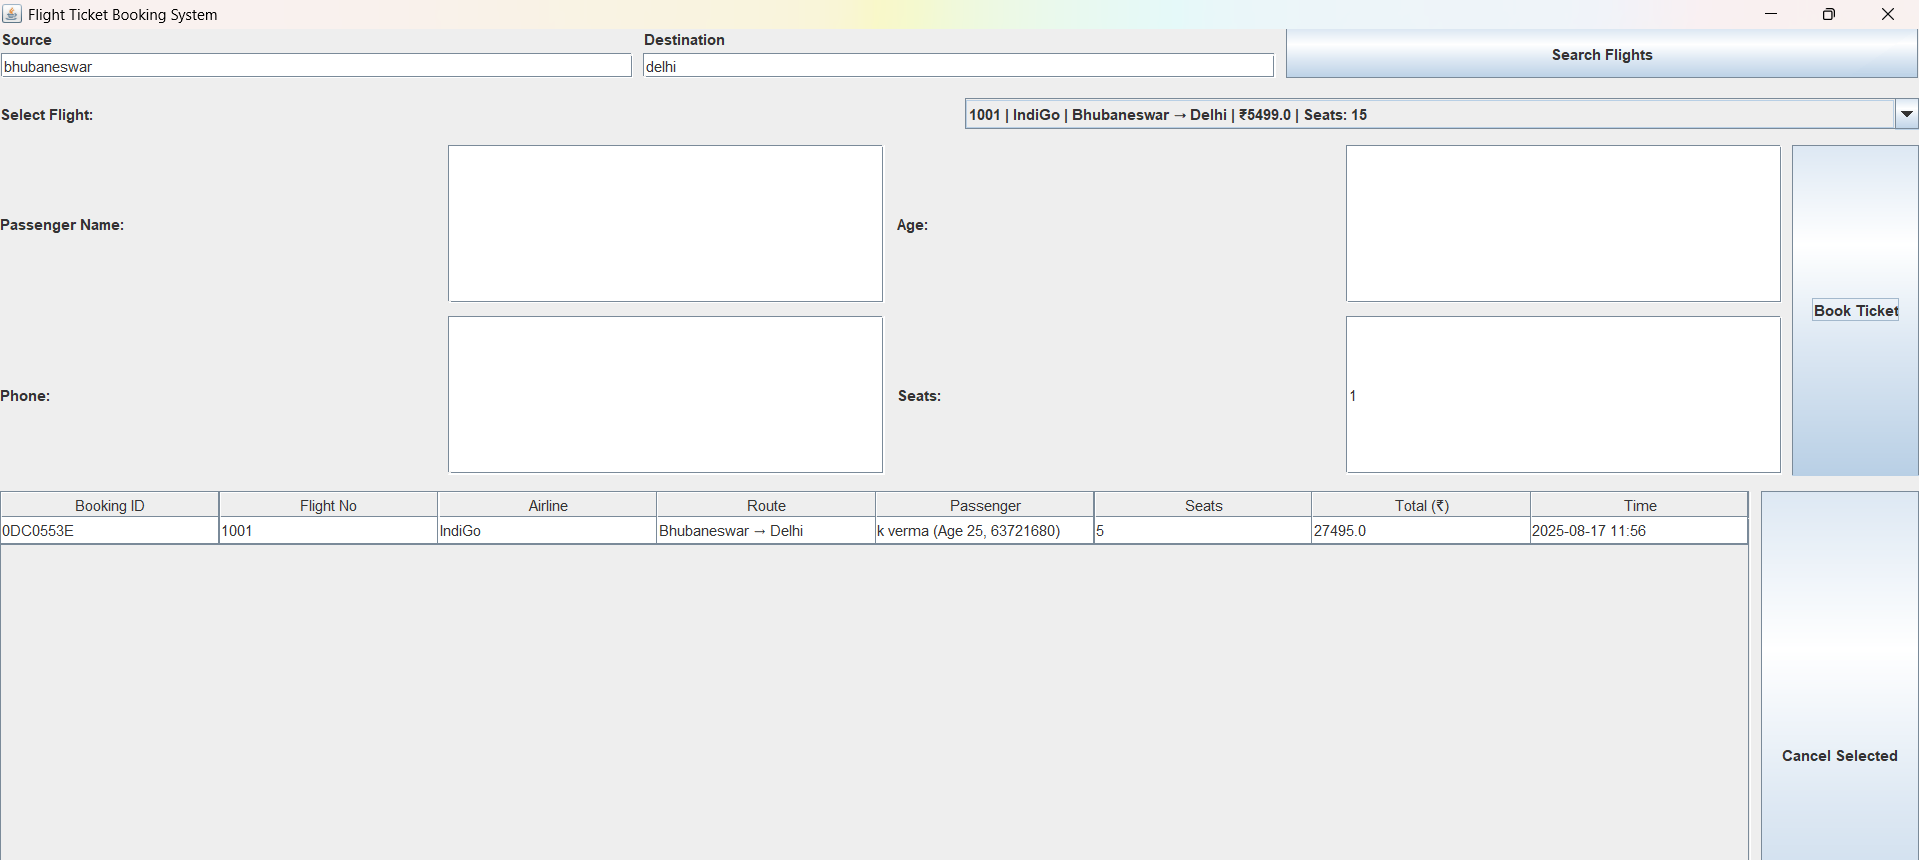 Flight Ticket Booking System
Source
Destination
Search Flights
bhubaneswar
delhi
Select Flight:
1001 | IndiGo | Bhubaneswar → Delhi | ₹5499.0 | Seats: 15
Passenger Name:
Age:
Book Ticket
Phone:
Seats:
1
Booking ID Flight No Airline Route Passenger Seats Total (₹) Time
0DC0553E 1001 IndiGo Bhubaneswar → Delhi k verma (Age 25, 63721680) 5 27495.0 2025-08-17 11:56
Cancel Selected